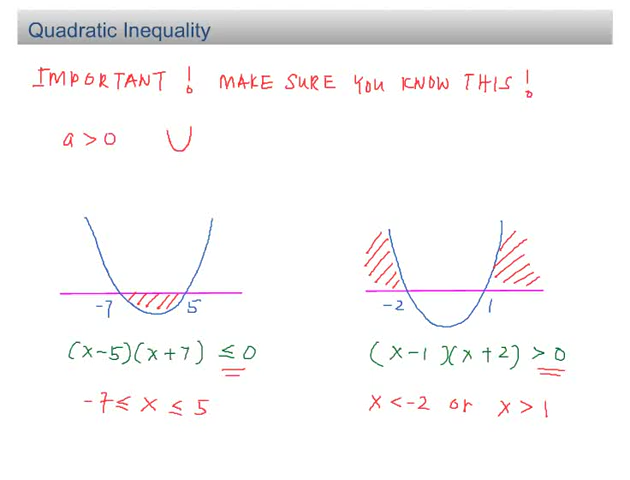 Quadratic Inequality
IMPORTANT! MAKE SURE YOU KNOW THIS!
a > 0
-7 5
-2 1
(x-5)(x+7) ≤ 0
(x-1)(x+2) > 0
-7 ≤ x ≤ 5
x < -2 or x > 1